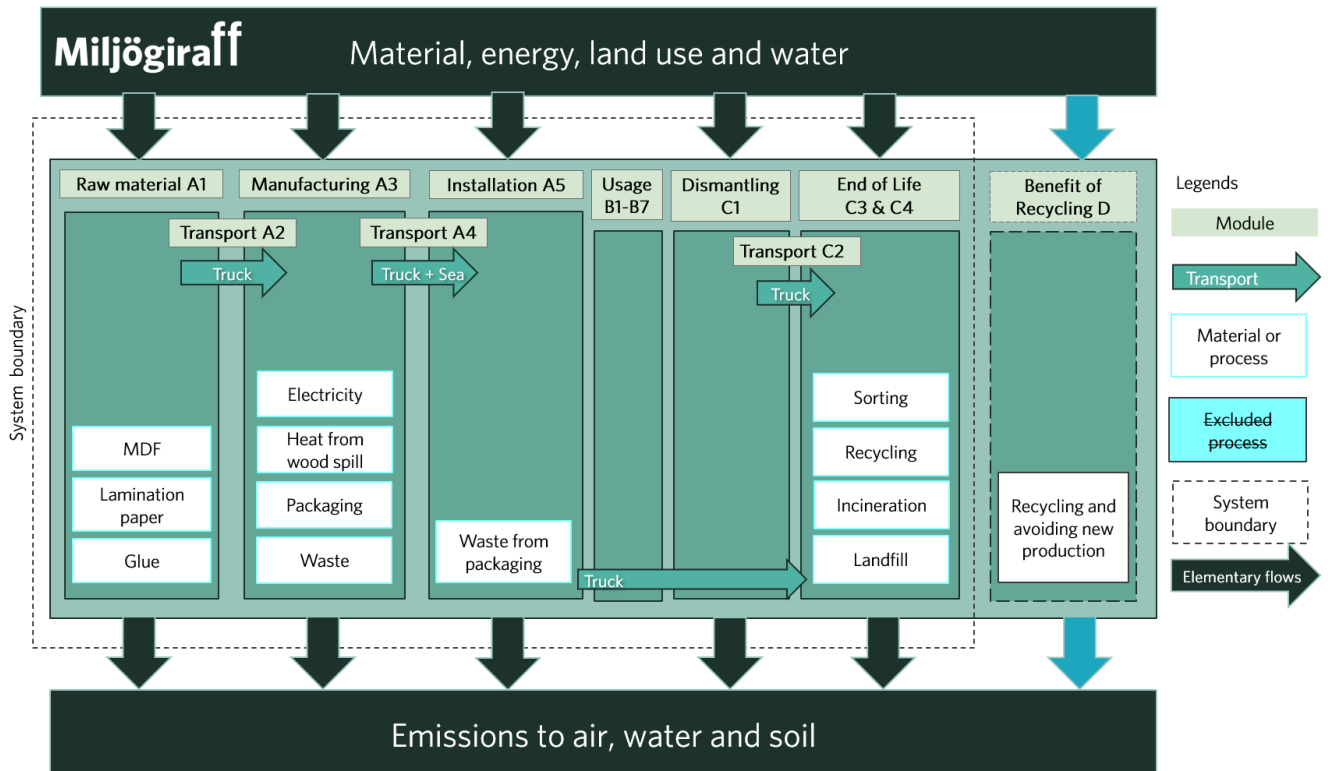 Miljögiraff
Material, energy, land use and water
Raw material A1
Manufacturing A3
Installation A5
Usage
B1-B7
Dismantling
C1
End of Life
C3 & C4
Benefit of
Recycling D
Transport A2
Transport A4
Transport C2
Truck
Truck + Sea
Truck
MDF
Lamination
paper
Glue
Electricity
Heat from
wood spill
Packaging
Waste
Waste from
packaging
Truck
Sorting
Recycling
Incineration
Landfill
Recycling and
avoiding new
production
System boundary
Legends
Module
Transport
Material or
process
Excluded
process
System
boundary
Elementary flows
Emissions to air, water and soil